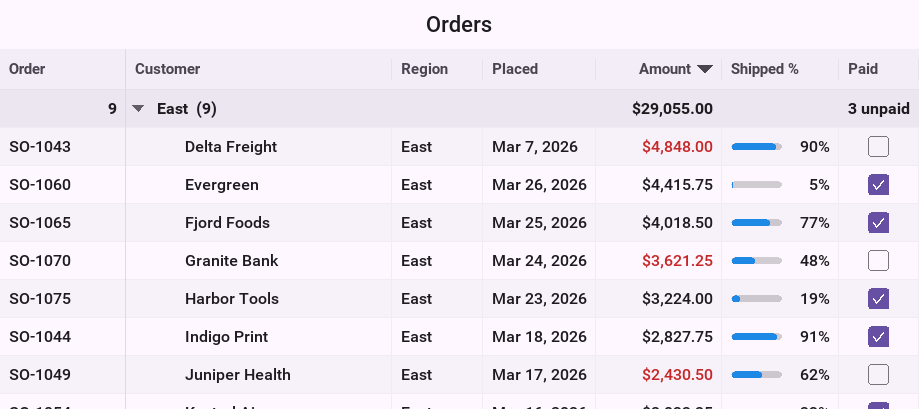 Orders
Order Customer Region Placed Amount Shipped % Paid
9 East (9) $29,055.00 3 unpaid
SO-1043 Delta Freight East Mar 7, 2026 $4,848.00 90%
SO-1060 Evergreen East Mar 26, 2026 $4,415.75 5%
SO-1065 Fjord Foods East Mar 25, 2026 $4,018.50 77%
SO-1070 Granite Bank East Mar 24, 2026 $3,621.25 48%
SO-1075 Harbor Tools East Mar 23, 2026 $3,224.00 19%
SO-1044 Indigo Print East Mar 18, 2026 $2,827.75 91%
SO-1049 Juniper Health East Mar 17, 2026 $2,430.50 62%